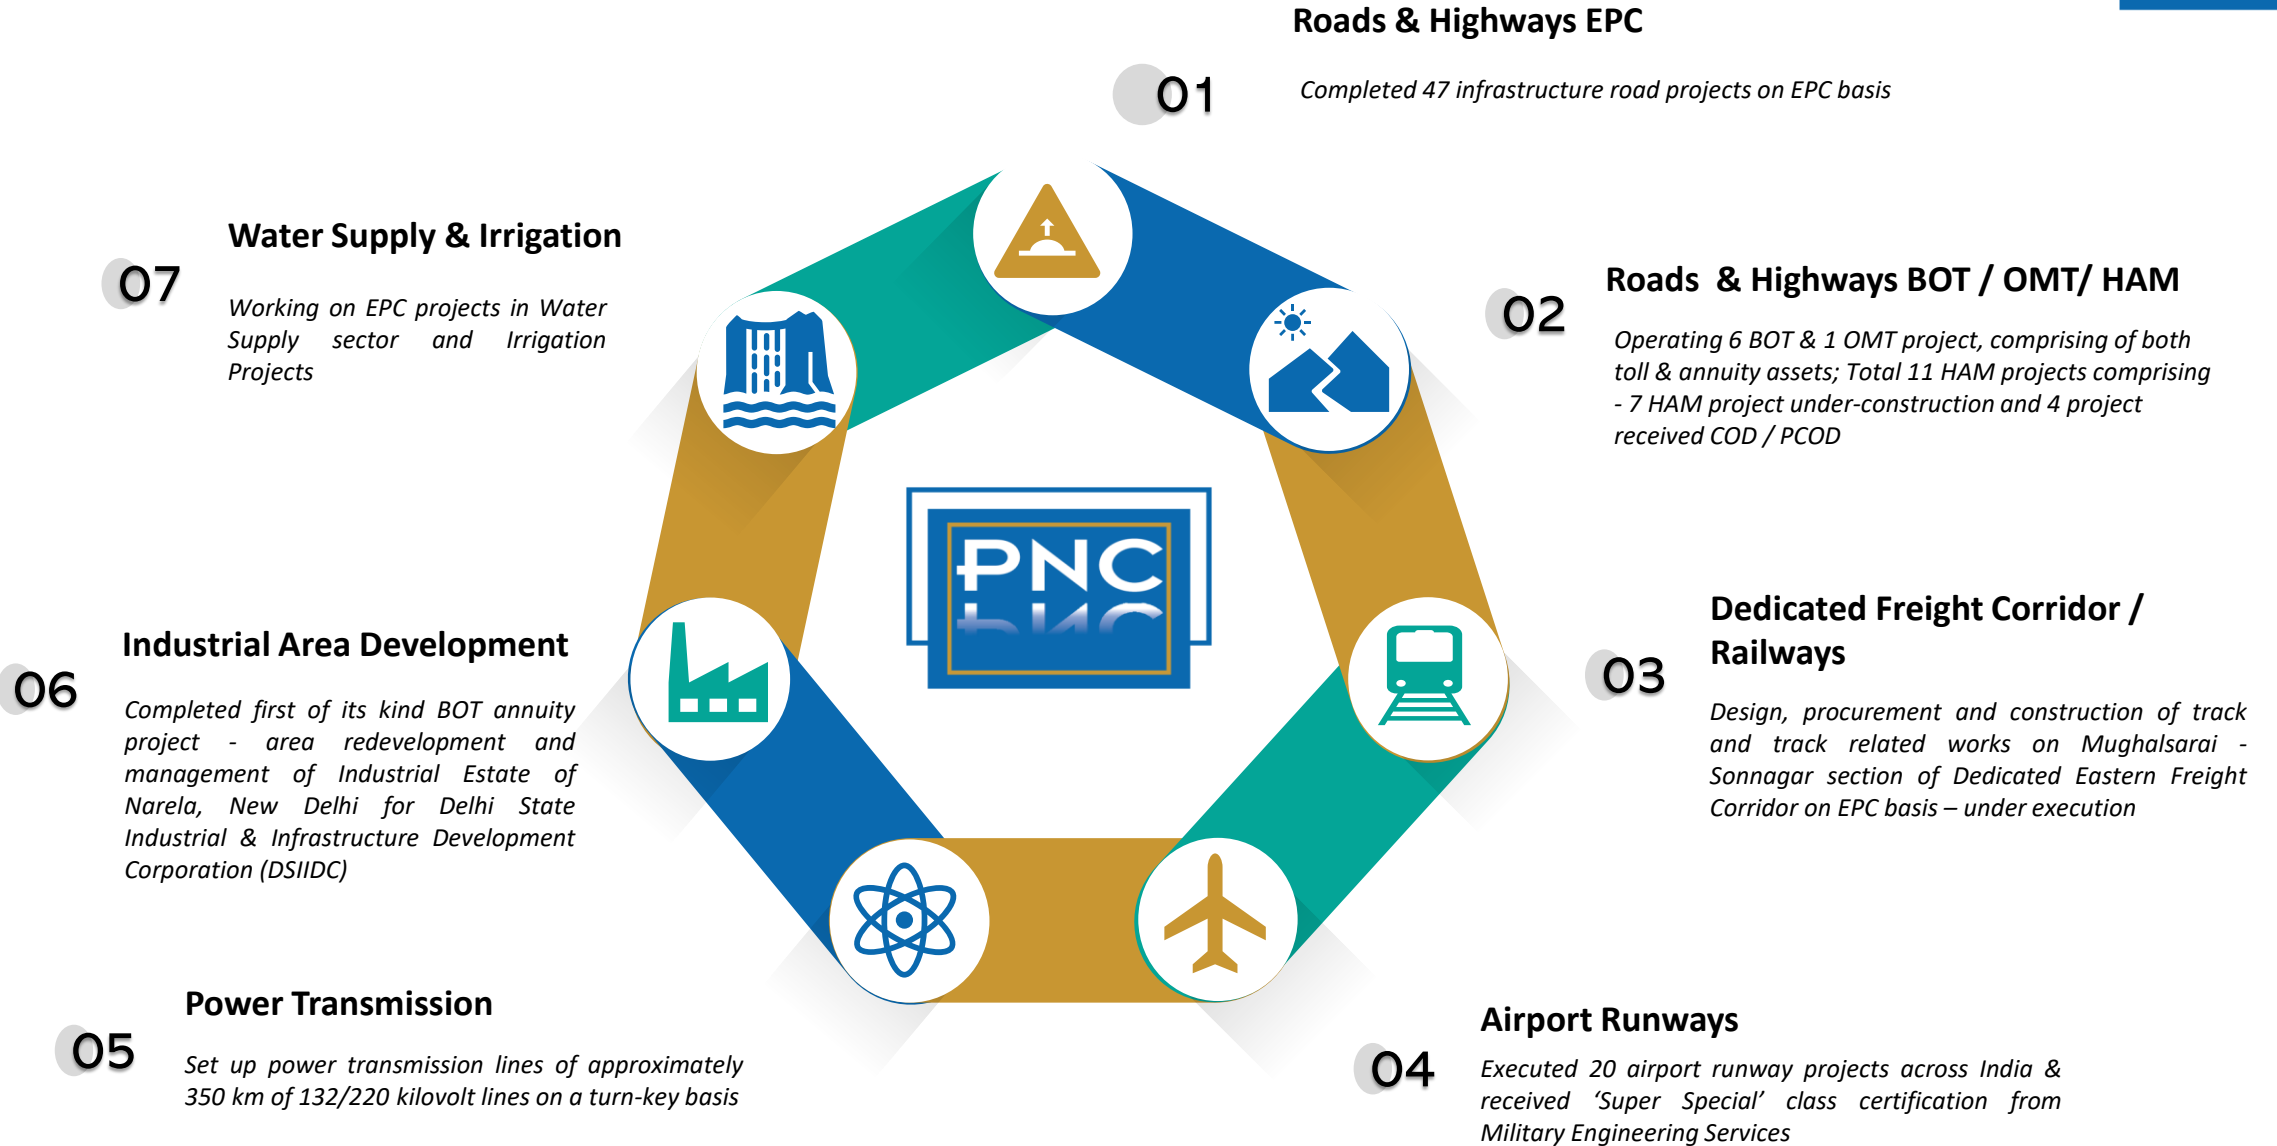 Roads & Highways EPC
01
Completed 47 infrastructure road projects on EPC basis
Roads & Highways BOT / OMT/ HAM
02
Operating 6 BOT & 1 OMT project, comprising of both
toll & annuity assets; Total 11 HAM projects comprising
- 7 HAM project under-construction and 4 project
received COD / PCOD
Dedicated Freight Corridor /
Railways
03
Design, procurement and construction of track
and track related works on Mughalsarai -
Sonnagar section of Dedicated Eastern Freight
Corridor on EPC basis – under execution
Airport Runways
04
Executed 20 airport runway projects across India &
received ‘Super Special’ class certification from
Military Engineering Services
Power Transmission
05
Set up power transmission lines of approximately
350 km of 132/220 kilovolt lines on a turn-key basis
Industrial Area Development
06
Completed first of its kind BOT annuity
project - area redevelopment and
management of Industrial Estate of
Narela, New Delhi for Delhi State
Industrial & Infrastructure Development
Corporation (DSIIDC)
Water Supply & Irrigation
07
Working on EPC projects in Water
Supply sector and Irrigation
Projects
PNC